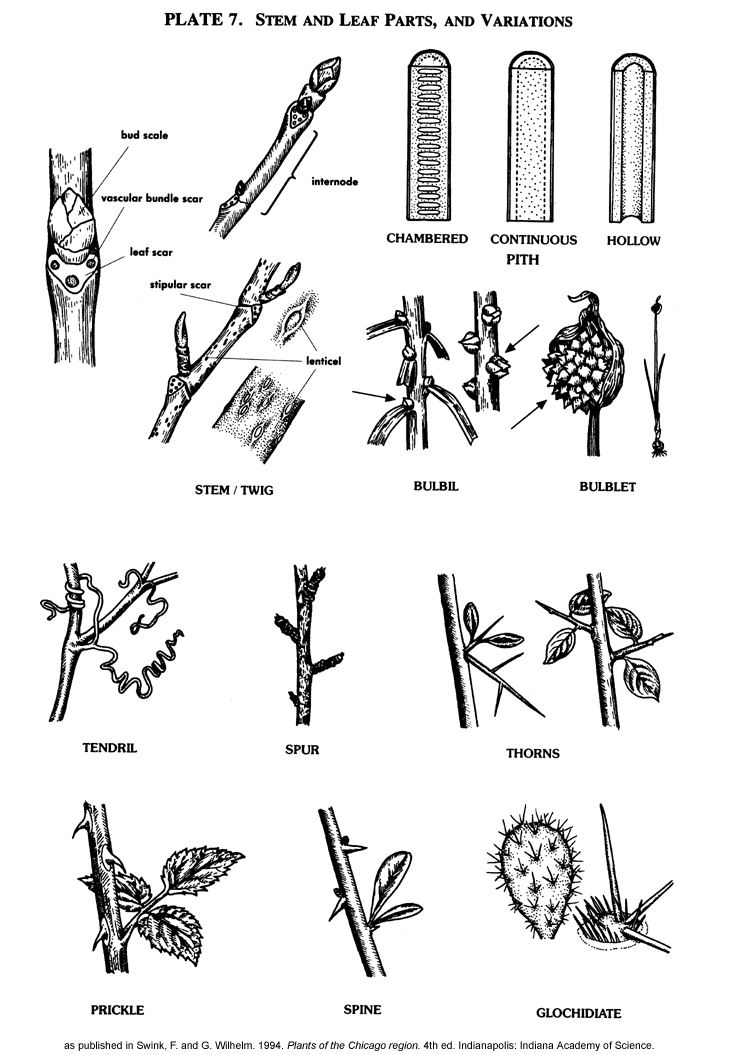 PLATE 7. STEM AND LEAF PARTS, AND VARIATIONS
bud scale
vascular bundle scar
leaf scar
internode
stipular scar
lenticel
STEM / TWIG
CHAMBERED
CONTINUOUS
HOLLOW
PITH
BULBIL
BULBLET
TENDRIL
SPUR
THORNS
PRICKLE
SPINE
GLOCHIDIATE
as published in Swink, F. and G. Wilhelm. 1994. Plants of the Chicago region. 4th ed. Indianapolis: Indiana Academy of Science.